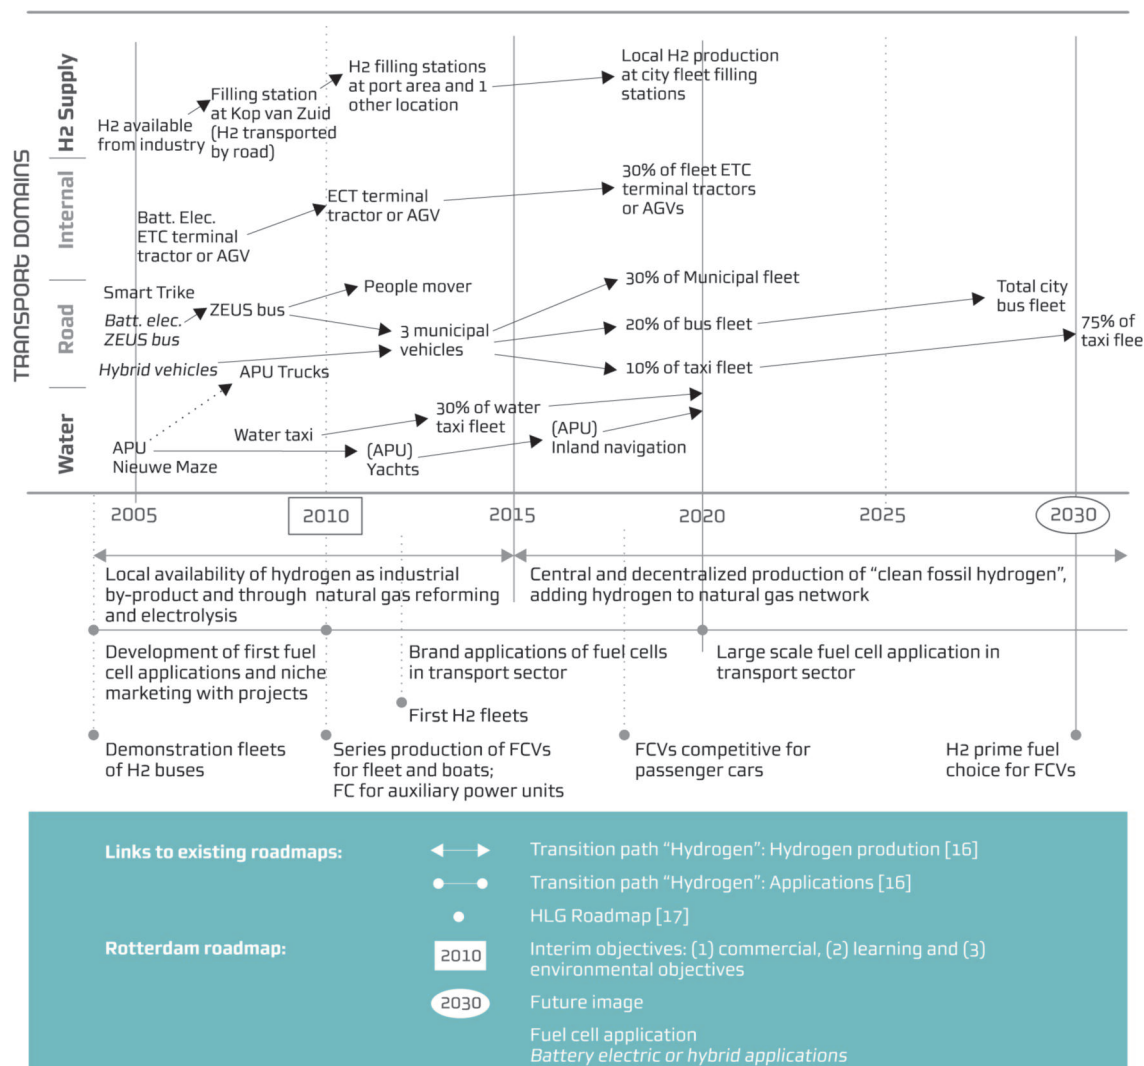 TRANSPORT DOMAINS
H2 Supply
H2 available
from industry
Filling station
at Kop van Zuid
(H2 transported
by road)
H2 filling stations
at port area and 1
other location
Local H2 production
at city fleet filling
stations
Internal
Batt. Elec.
ETC terminal
tractor or AGV
ECT terminal
tractor or AGV
30% of fleet ETC
terminal tractors
or AGVs
Road
Smart Trike
Batt. elec.
ZEUS bus
Hybrid vehicles
ZEUS bus
APU Trucks
People mover
3 municipal
vehicles
30% of Municipal fleet
20% of bus fleet
10% of taxi fleet
Total city
bus fleet
75% of
taxi flee
Water
APU
Nieuwe Maze
Water taxi
30% of water
taxi fleet
(APU)
Yachts
(APU)
Inland navigation
2005
2010
2015
2020
2025
2030
Local availability of hydrogen as industrial
by-product and through natural gas reforming
and electrolysis
Central and decentralized production of “clean fossil hydrogen”,
adding hydrogen to natural gas network
Development of first fuel
cell applications and niche
marketing with projects
Brand applications of fuel cells
in transport sector
Large scale fuel cell application in
transport sector
First H2 fleets
Demonstration fleets
of H2 buses
Series production of FCVs
for fleet and boats;
FC for auxiliary power units
FCVs competitive for
passenger cars
H2 prime fuel
choice for FCVs
Links to existing roadmaps:
Transition path “Hydrogen”: Hydrogen prodution [16]
Transition path “Hydrogen”: Applications [16]
HLG Roadmap [17]
Rotterdam roadmap:
2010
Interim objectives: (1) commercial, (2) learning and (3)
environmental objectives
2030
Future image
Fuel cell application
Battery electric or hybrid applications